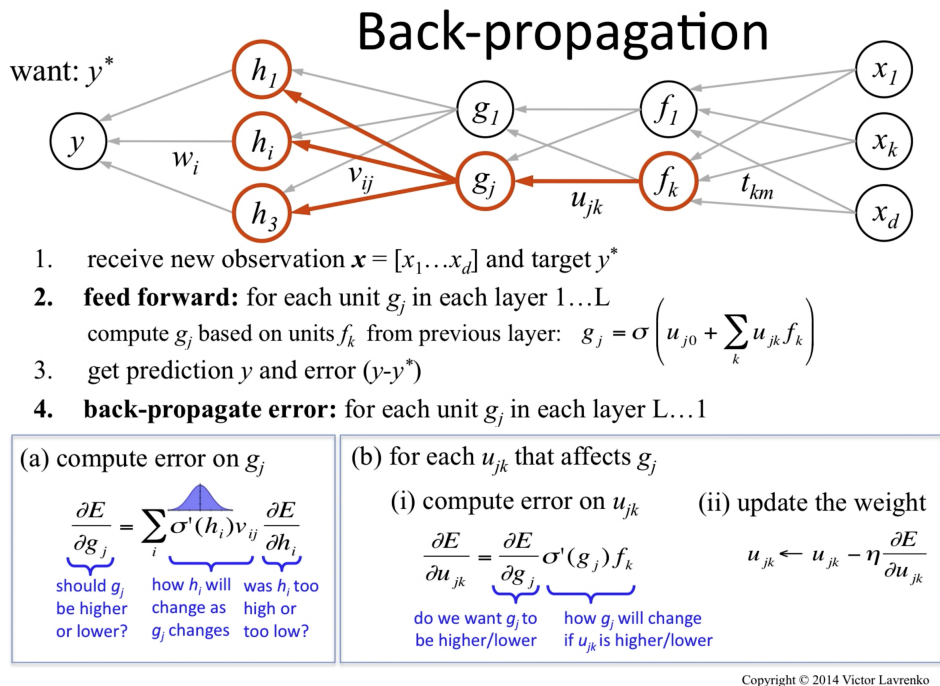 Back-propagation
want: y*
h₁
g₁
f₁
x₁
y
wᵢ
hᵢ
vᵢⱼ
gⱼ
uⱼₖ
fₖ
tₖₘ
xₖ
h₃
x_d
1. receive new observation x = [x₁…x_d] and target y*
2. feed forward: for each unit gⱼ in each layer 1…L
compute gⱼ based on units fₖ from previous layer: gⱼ = σ(uⱼ₀ + ∑ₖ uⱼₖfₖ)
3. get prediction y and error (y-y*)
4. back-propagate error: for each unit gⱼ in each layer L…1
(a) compute error on gⱼ
∂E/∂gⱼ = ∑ᵢ σ'(hᵢ)vᵢⱼ ∂E/∂hᵢ
should gⱼ
be higher
or lower?
how hᵢ will
change as
gⱼ changes
was hᵢ too
high or
too low?
(b) for each uⱼₖ that affects gⱼ
(i) compute error on uⱼₖ
∂E/∂uⱼₖ = ∂E/∂gⱼ σ'(gⱼ)fₖ
do we want gⱼ to
be higher/lower
how gⱼ will change
if uⱼₖ is higher/lower
(ii) update the weight
uⱼₖ ← uⱼₖ − η ∂E/∂uⱼₖ
Copyright © 2014 Victor Lavrenko